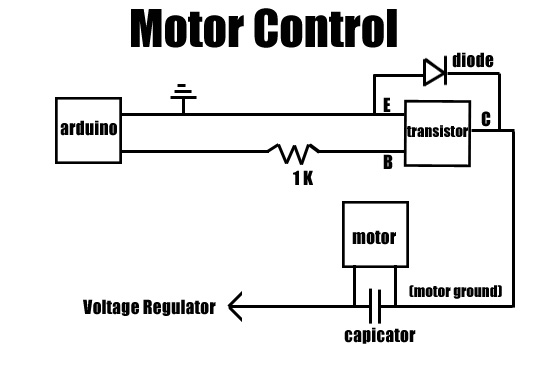 Motor Control
diode
E
arduino
transistor
C
B
1 K
motor
(motor ground)
Voltage Regulator
capicator